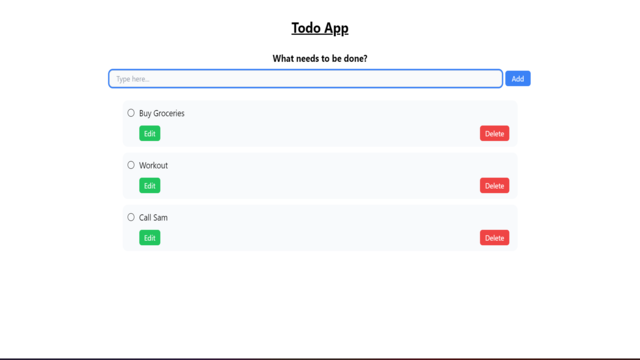 Todo App
What needs to be done?
Type here...
Add
Buy Groceries
Edit
Delete
Workout
Edit
Delete
Call Sam
Edit
Delete